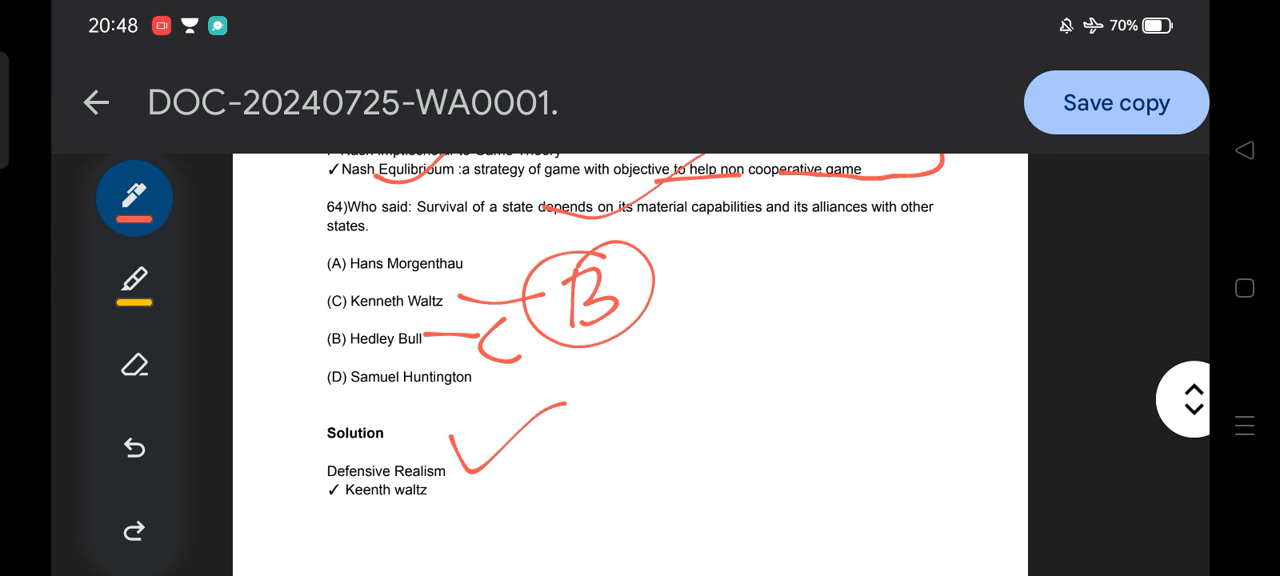 20:48
70%
DOC-20240725-WA0001.
Save copy
✓Nash Equlibrioum :a strategy of game with objective to help non cooperative game
64)Who said: Survival of a state depends on its material capabilities and its alliances with other
states.
(A) Hans Morgenthau
(C) Kenneth Waltz
B
(B) Hedley Bull
C
(D) Samuel Huntington
Solution
Defensive Realism
✓ Keenth waltz